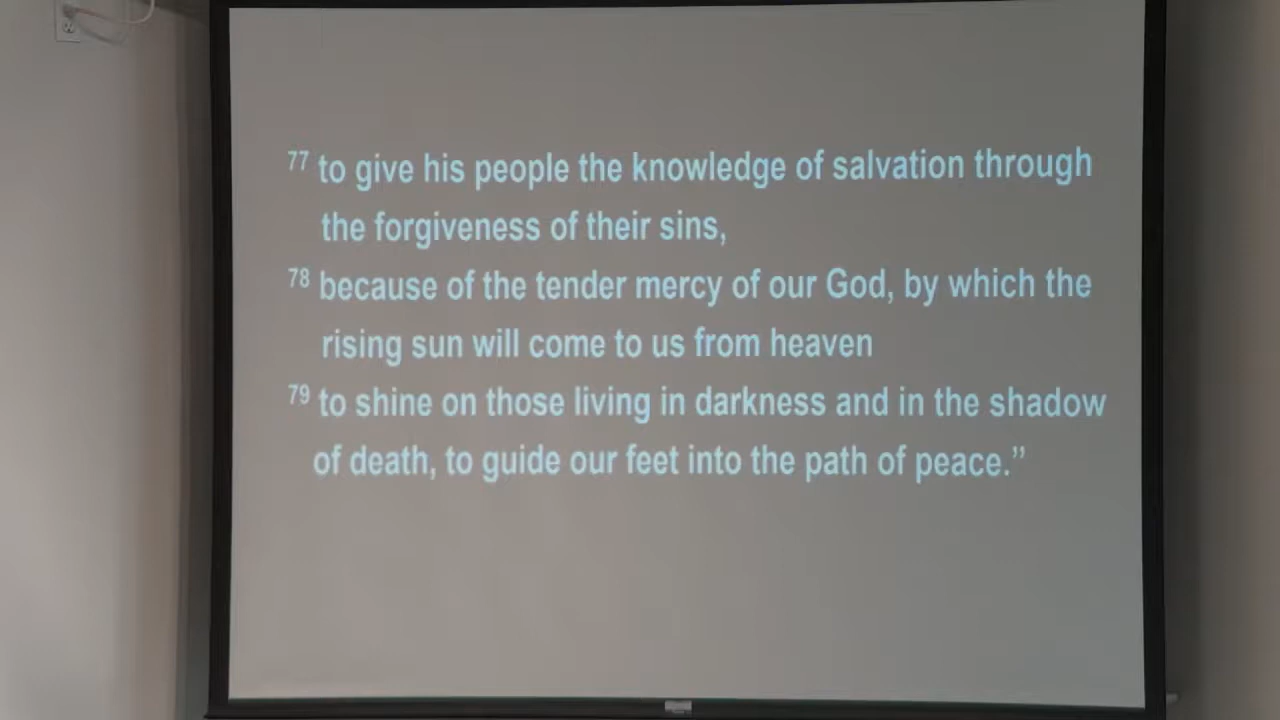 77 to give his people the knowledge of salvation through
the forgiveness of their sins,
78 because of the tender mercy of our God, by which the
rising sun will come to us from heaven
79 to shine on those living in darkness and in the shadow
of death, to guide our feet into the path of peace.”